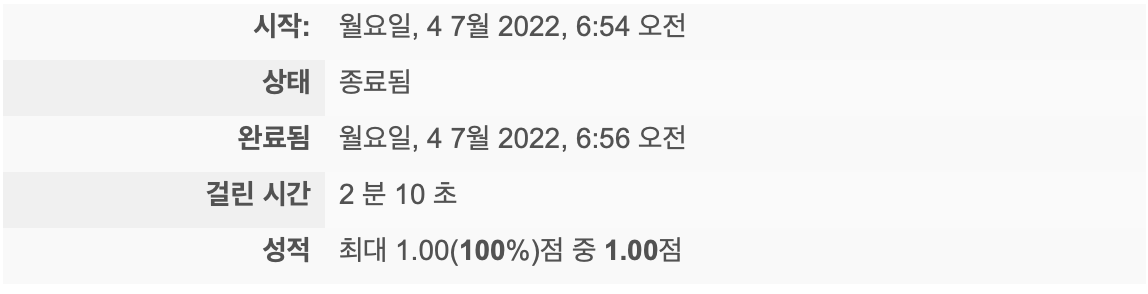 시작: 월요일, 4 7월 2022, 6:54 오전
상태 종료됨
완료됨 월요일, 4 7월 2022, 6:56 오전
걸린 시간 2 분 10 초
성적 최대 1.00(100%)점 중 1.00점